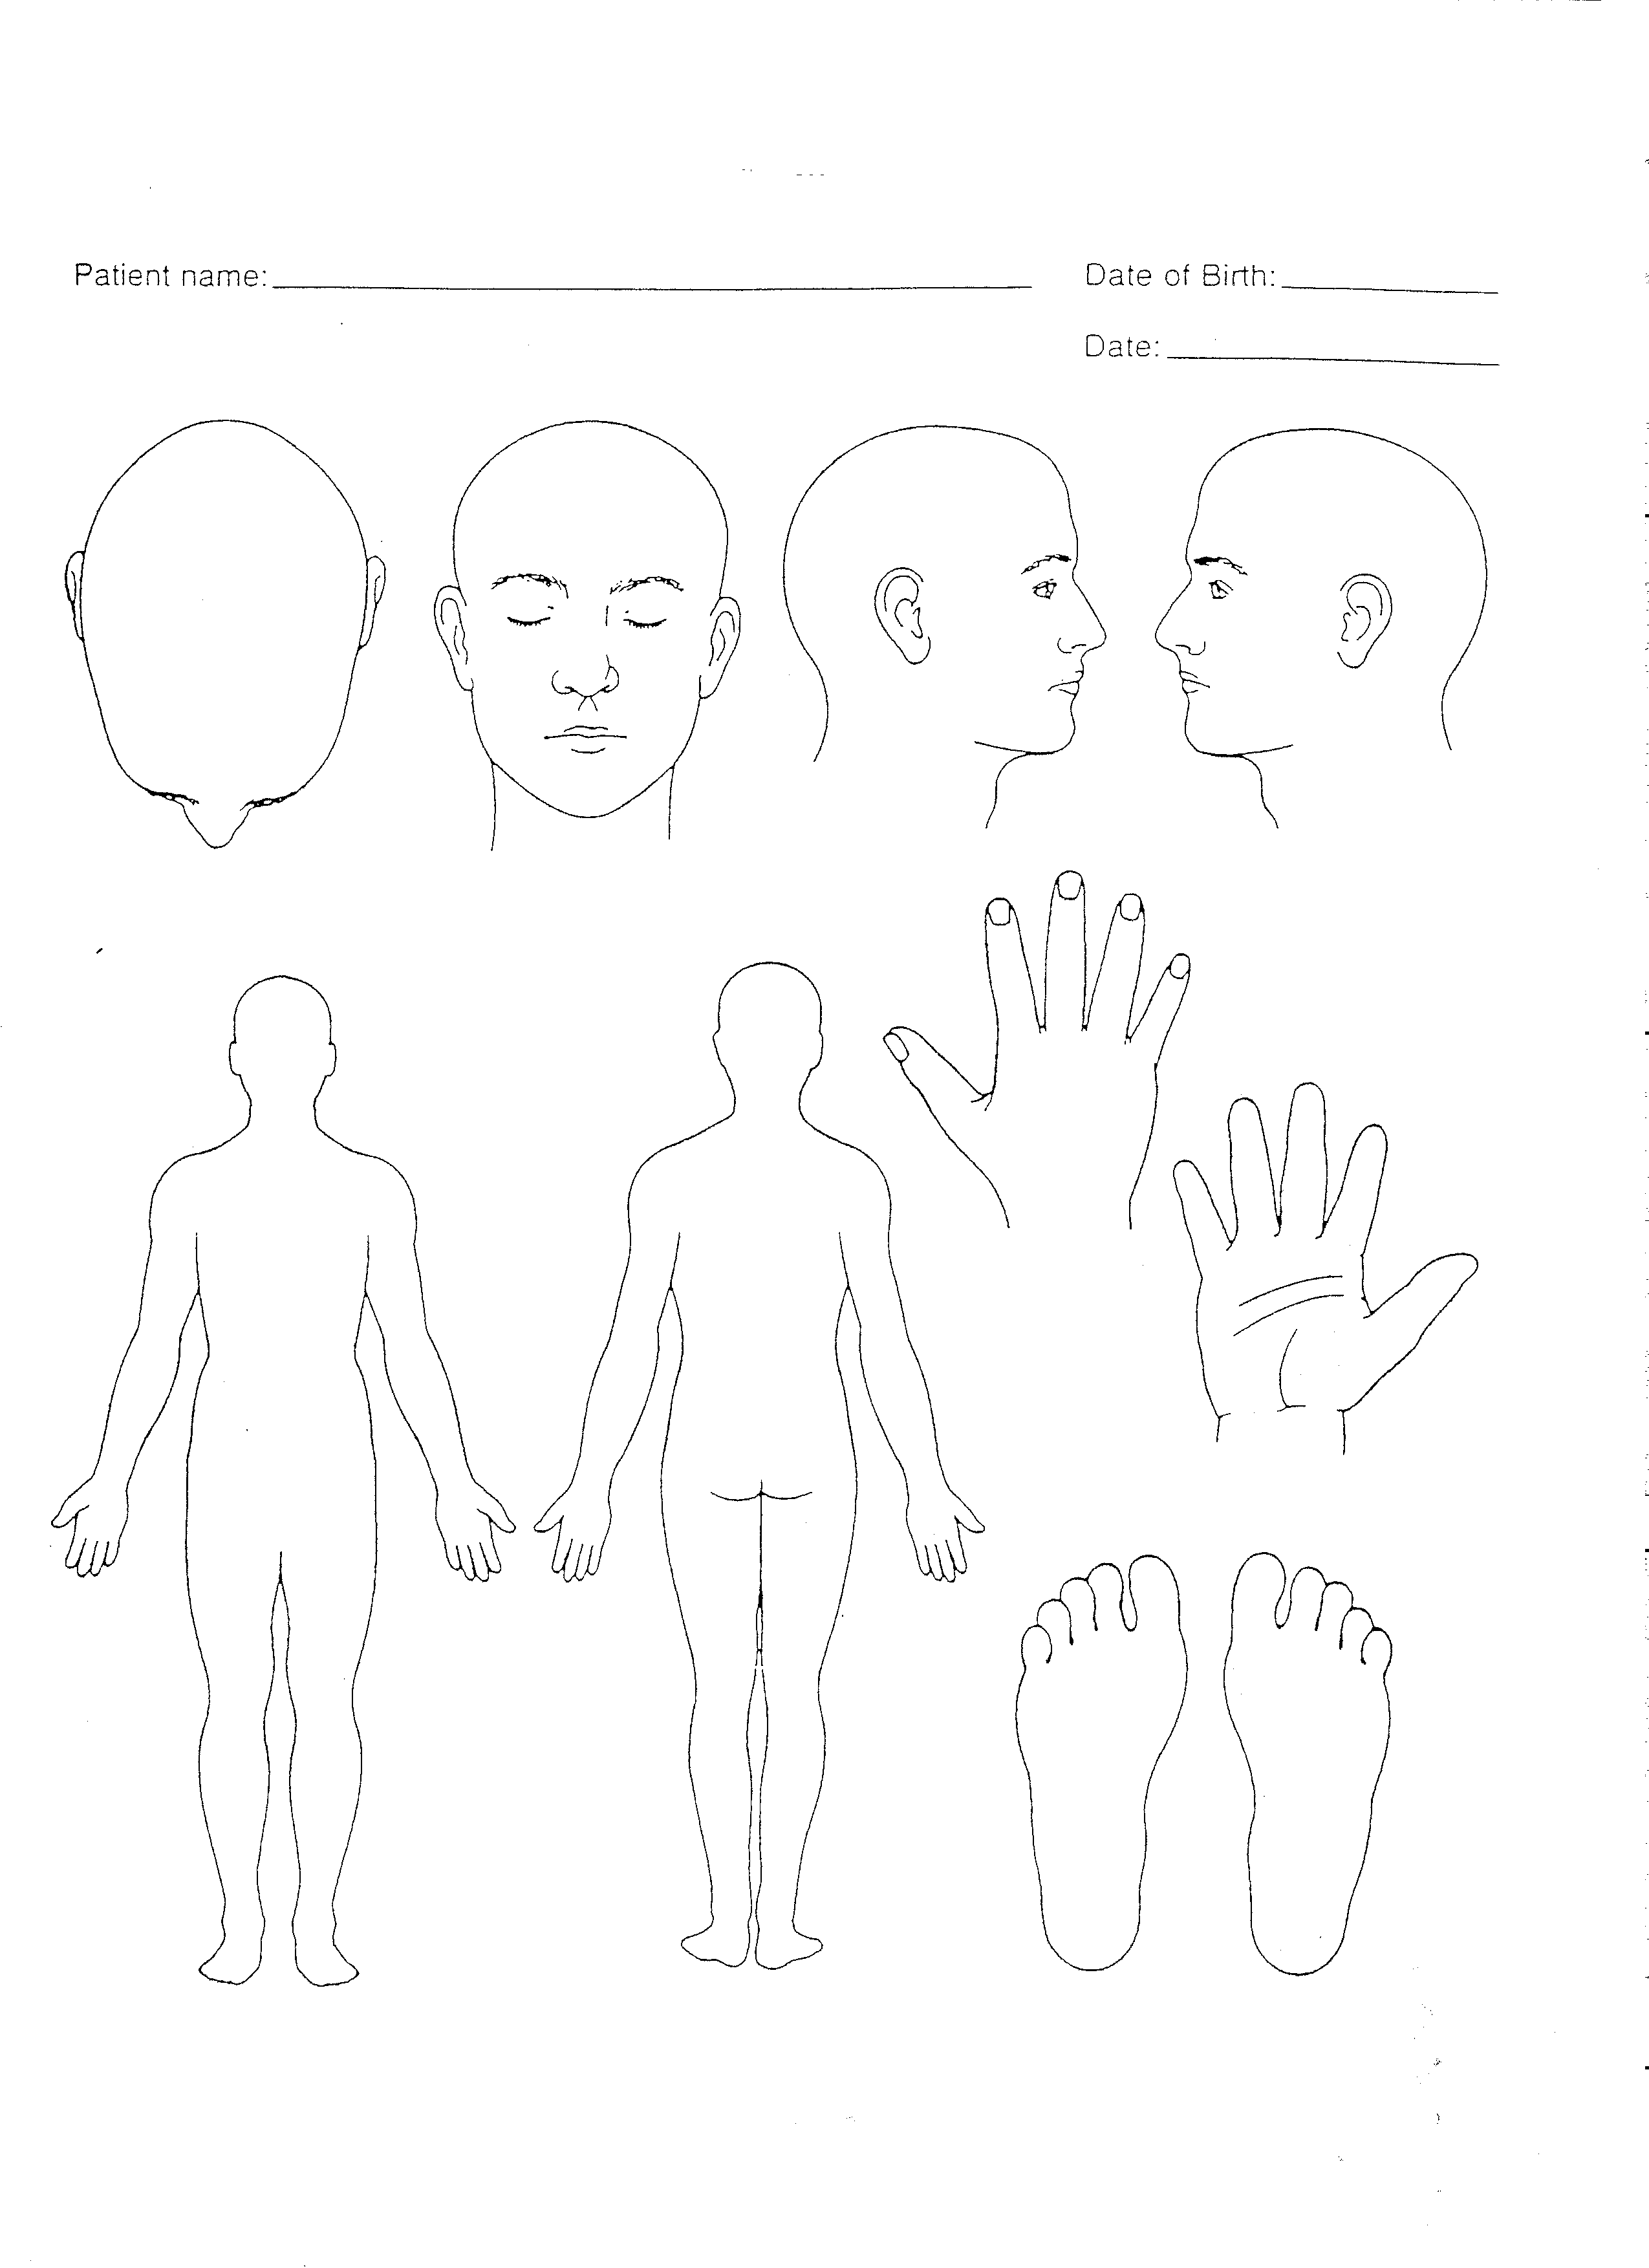 Patient name:
Date of Birth:
Date: